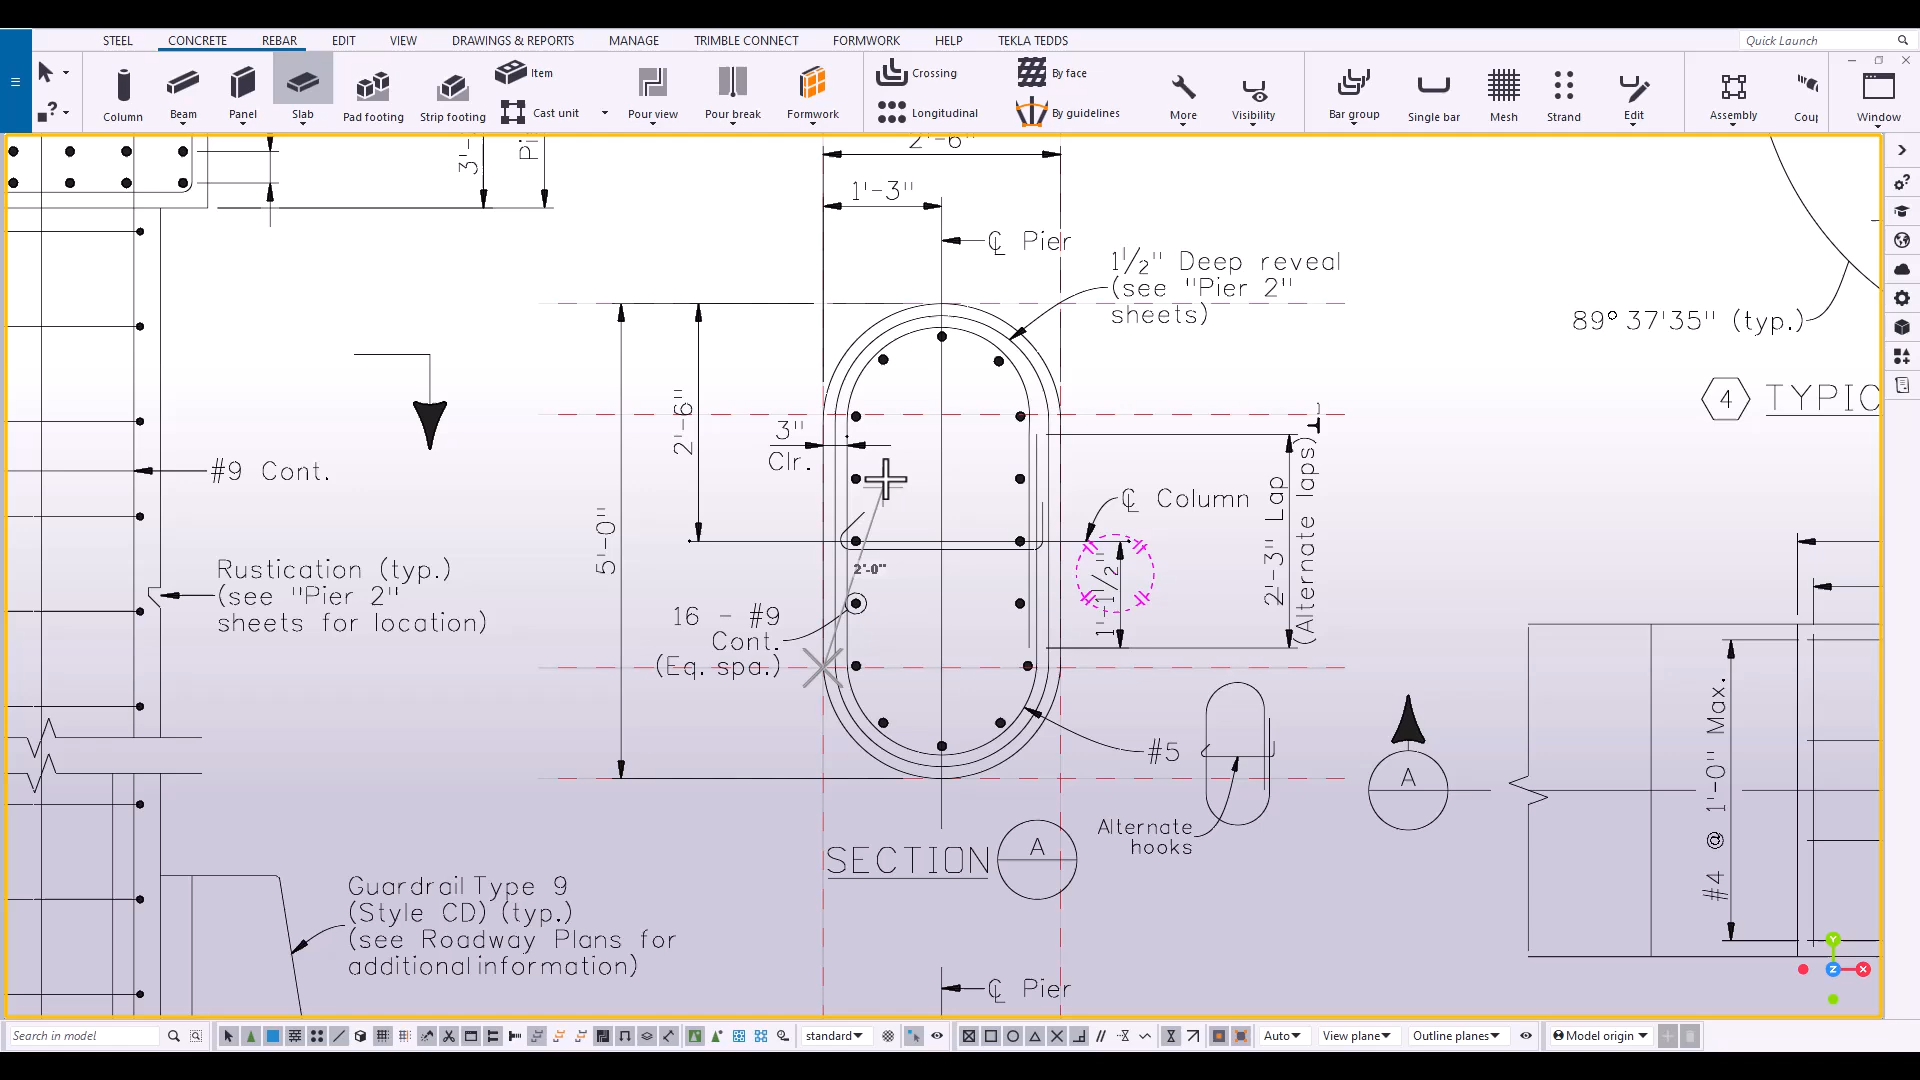 STEEL
CONCRETE
REBAR
EDIT
VIEW
DRAWINGS & REPORTS
MANAGE
TRIMBLE CONNECT
FORMWORK
HELP
TEKLA TEDDS
Quick Launch
Column
Beam
Panel
Slab
Pad footing
Strip footing
Item
Cast unit
Pour view
Pour break
Formwork
Crossing
Longitudinal
By face
By guidelines
More
Visibility
Bar group
Single bar
Mesh
Strand
Edit
Assembly
Window
2'-6"
1'-3"
℄ Pier
1½" Deep reveal
(see "Pier 2"
sheets)
89° 37'35" (typ.)
4 TYPIC
#9 Cont.
2'-6"
3"
Clr.
5'-0"
℄ Column
2'-3" Lap
(Alternate laps)
1'-1½"
2'-0"
Rustication (typ.)
(see "Pier 2"
sheets for location)
16 - #9
Cont.
(Eq. spa.)
#5
Alternate
hooks
A
#4 @ 1'-0" Max.
SECTION A
Guardrail Type 9
(Style CD) (typ.)
(see Roadway Plans for
additional information)
℄ Pier
Y
Z
X
Search in model
standard
Auto
View plane
Outline planes
Model origin